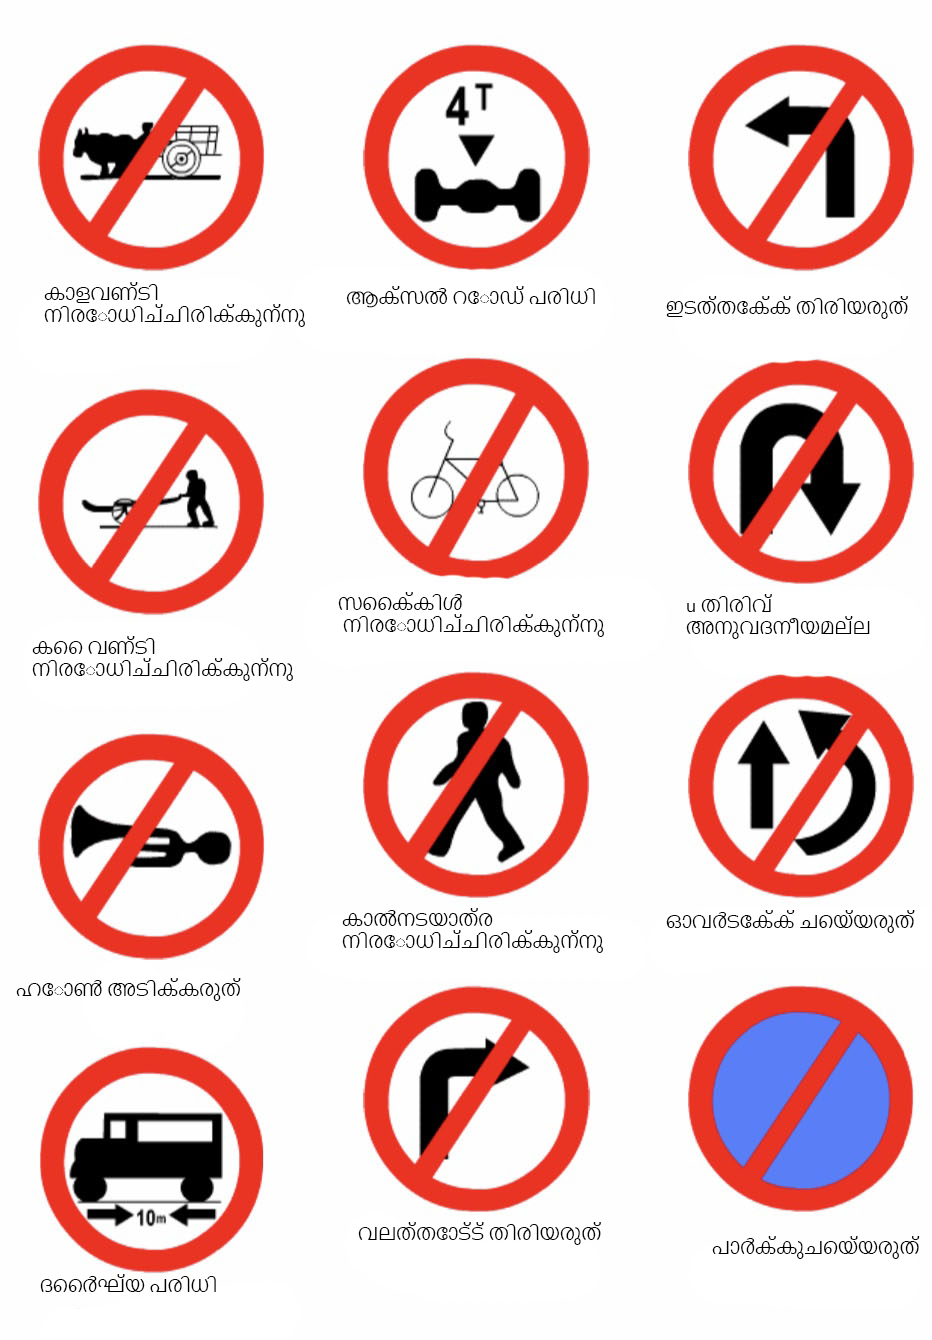 4T
കാളവണ്ടി
നിരോധിച്ചിരിക്കുന്നു
ആക്സൽ റോഡ് പരിധി
ഇടത്തേക്ക് തിരിയരുത്
കൈ വണ്ടി
നിരോധിച്ചിരിക്കുന്നു
സൈക്കിൾ
നിരോധിച്ചിരിക്കുന്നു
u തിരിവ്
അനുവദനീയമല്ല
ഹോൺ അടിക്കരുത്
കാൽനടയാത്ര
നിരോധിച്ചിരിക്കുന്നു
ഓവർടേക്ക് ചെയ്യരുത്
10m
ദൈർഘ്യ പരിധി
വലത്തോട്ട് തിരിയരുത്
പാർക്കുചെയ്യരുത്